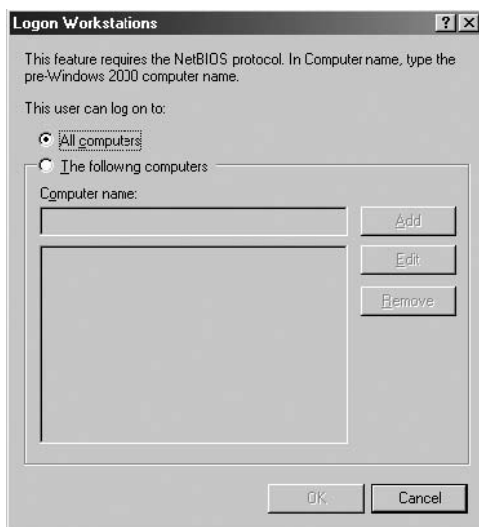 Logon Workstations
This feature requires the NetBIOS protocol. In Computer name, type the
pre-Windows 2000 computer name.
This user can log on to:
All computers
The following computers
Computer name:
Add
Edit
Remove
OK
Cancel